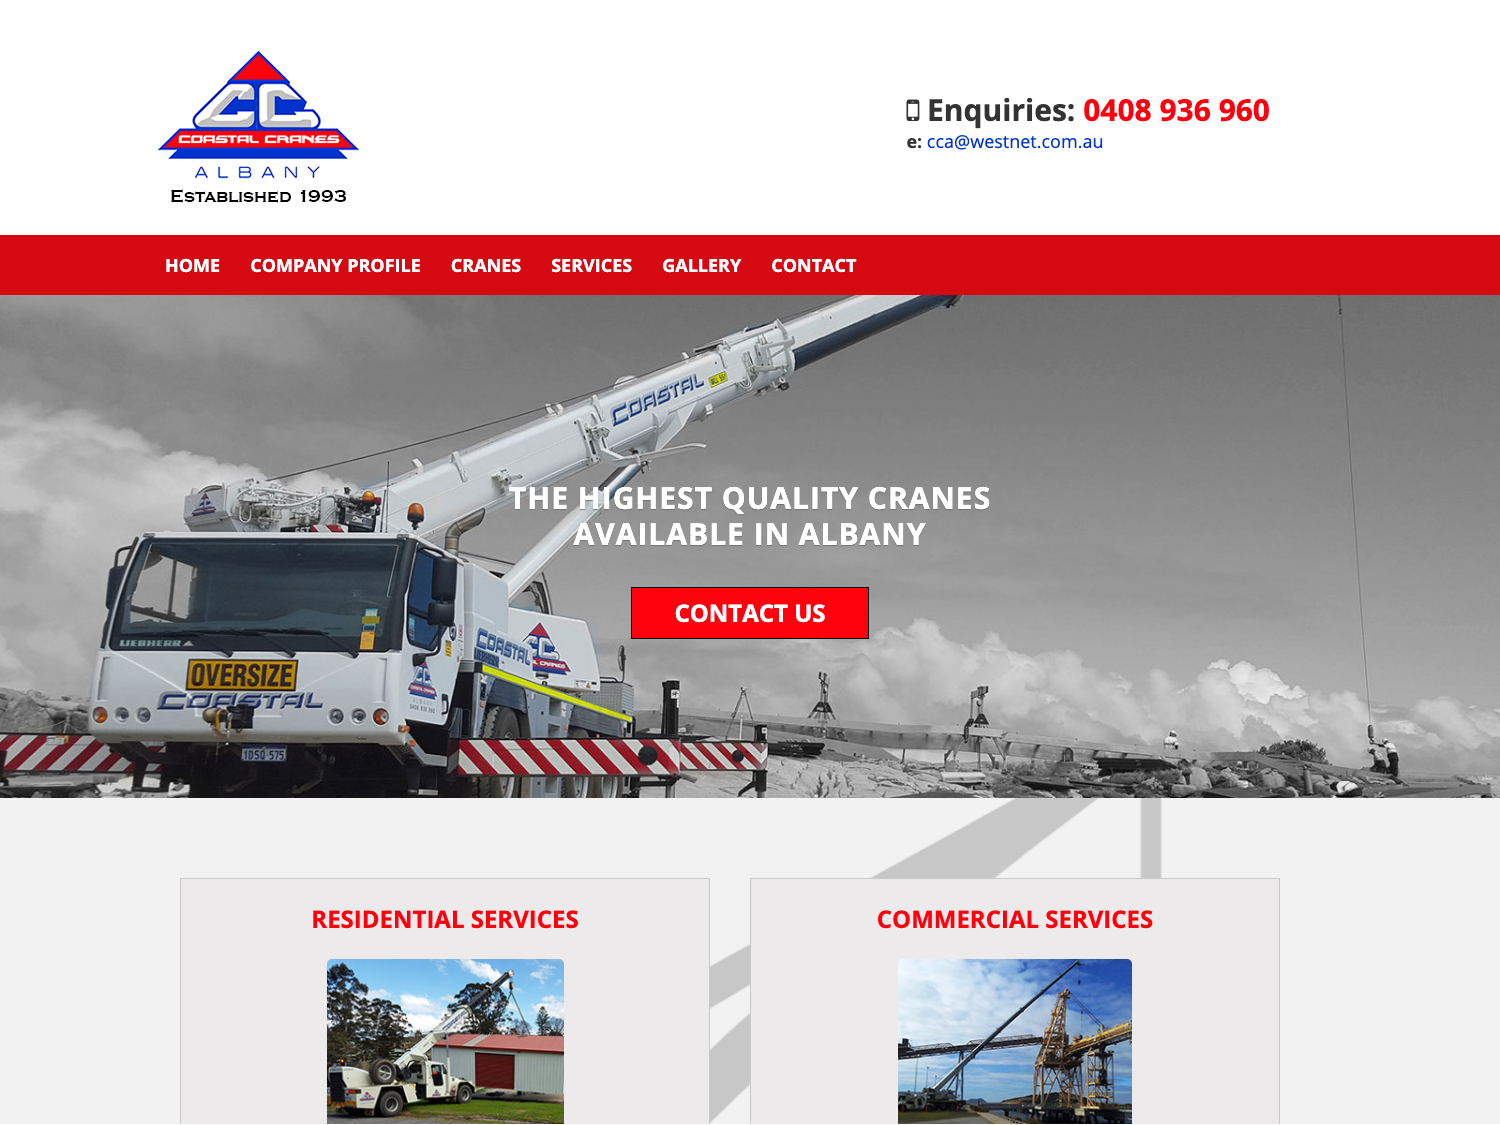 CC
COASTAL CRANES
ALBANY
ESTABLISHED 1993
Enquiries: 0408 936 960
e: cca@westnet.com.au
HOME COMPANY PROFILE CRANES SERVICES GALLERY CONTACT
COASTAL
THE HIGHEST QUALITY CRANES
AVAILABLE IN ALBANY
CONTACT US
LIEBHERR
COASTAL
CC
OVERSIZE
COASTAL
1DSQ 575
RESIDENTIAL SERVICES
COMMERCIAL SERVICES